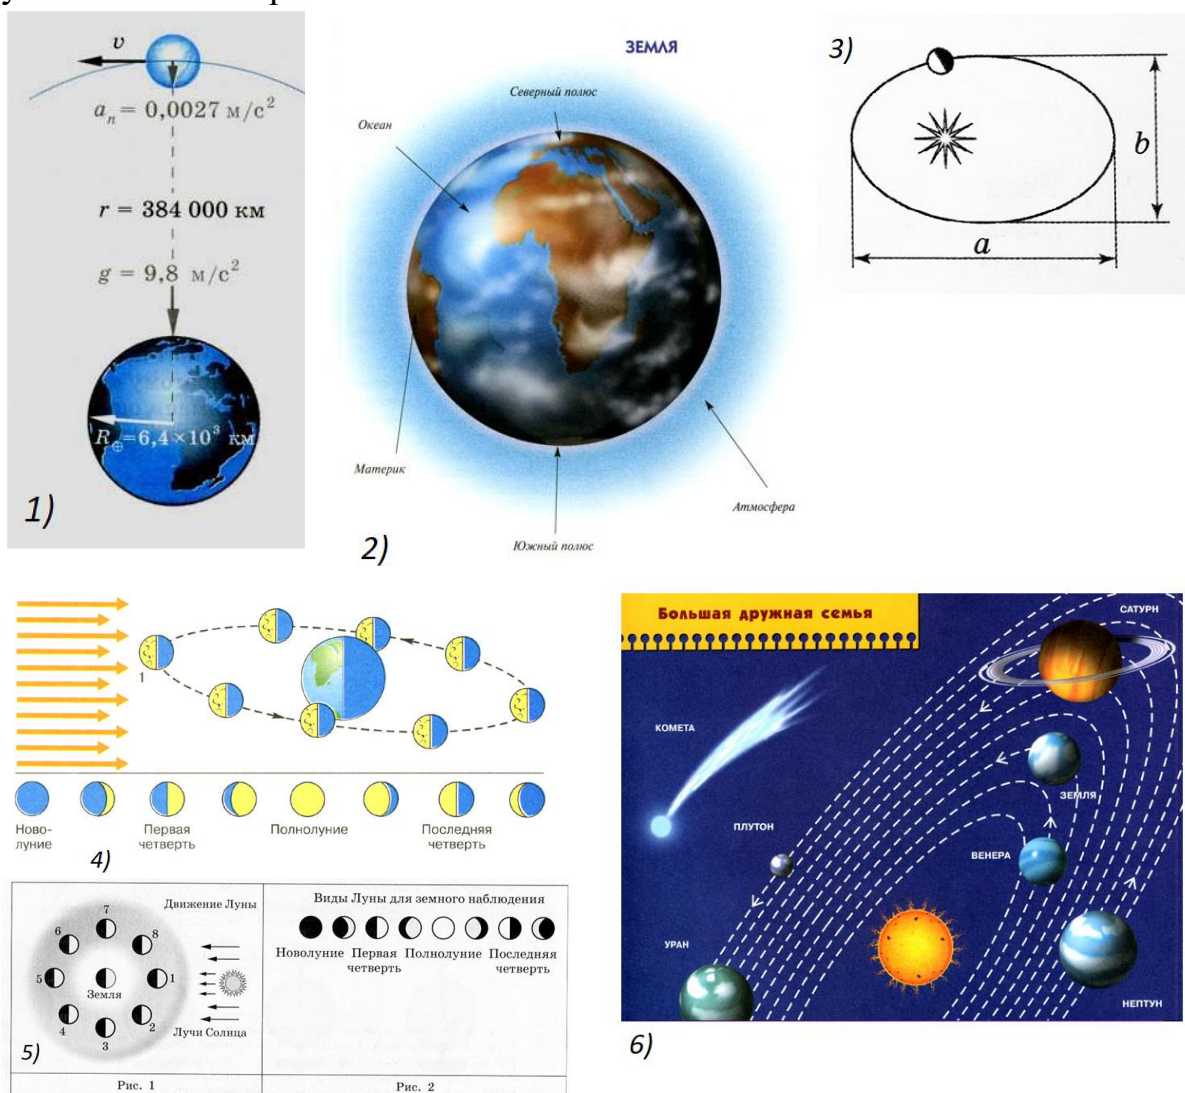 v
aₙ = 0,0027 м/с²
r = 384 000 км
g = 9,8 м/с²
R⊕=6,4×10³ км
1)
ЗЕМЛЯ
Северный полюс
Океан
Материк
Атмосфера
Южный полюс
2)
3)
b
a
1
Ново-
луние
Первая
четверть
Полнолуние
Последняя
четверть
4)
Движение Луны
7
6
8
5
1
Земля
4
2
3
Лучи Солнца
5)
Рис. 1
Виды Луны для земного наблюдения
Новолуние Первая Полнолуние Последняя
четверть четверть
Рис. 2
Большая дружная семья
САТУРН
КОМЕТА
ЗЕМЛЯ
ПЛУТОН
ВЕНЕРА
УРАН
НЕПТУН
6)